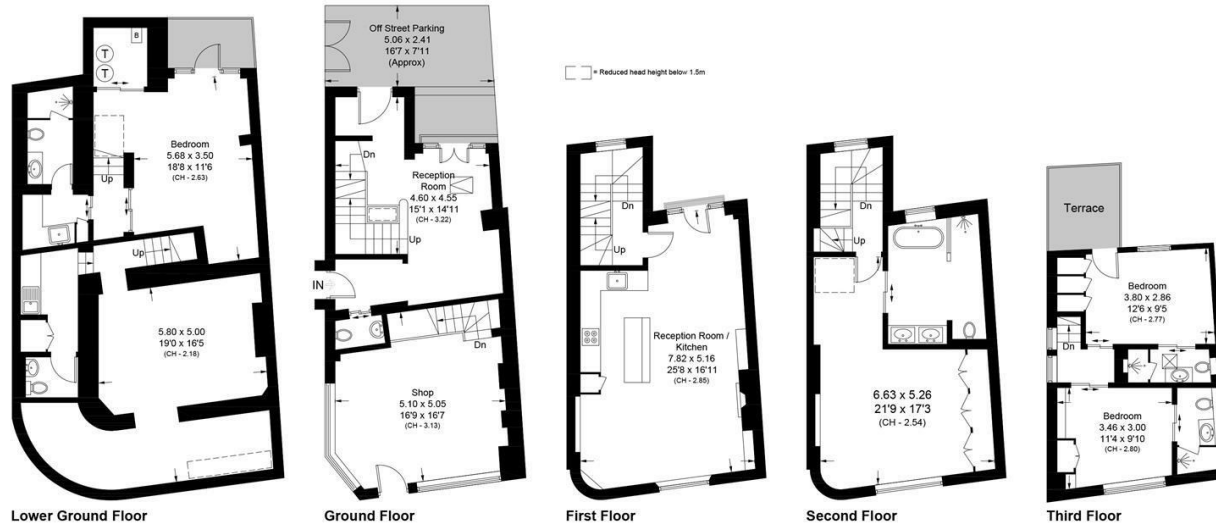 B
T
T
Bedroom
5.68 x 3.50
18'8 x 11'6
(CH - 2.63)
Up
Up
5.80 x 5.00
19'0 x 16'5
(CH - 2.18)
Lower Ground Floor
Off Street Parking
5.06 x 2.41
16'7 x 7'11
(Approx)
Dn
Reception
Room
4.60 x 4.55
15'1 x 14'11
(CH - 3.22)
Up
IN
Dn
Shop
5.10 x 5.05
16'9 x 16'7
(CH - 3.13)
Ground Floor
= Reduced head height below 1.5m
Dn
Up
Reception Room /
Kitchen
7.82 x 5.16
25'8 x 16'11
(CH - 2.85)
First Floor
Dn
Up
6.63 x 5.26
21'9 x 17'3
(CH - 2.54)
Second Floor
Terrace
Bedroom
3.80 x 2.86
12'6 x 9'5
(CH - 2.77)
Dn
Bedroom
3.46 x 3.00
11'4 x 9'10
(CH - 2.80)
Third Floor